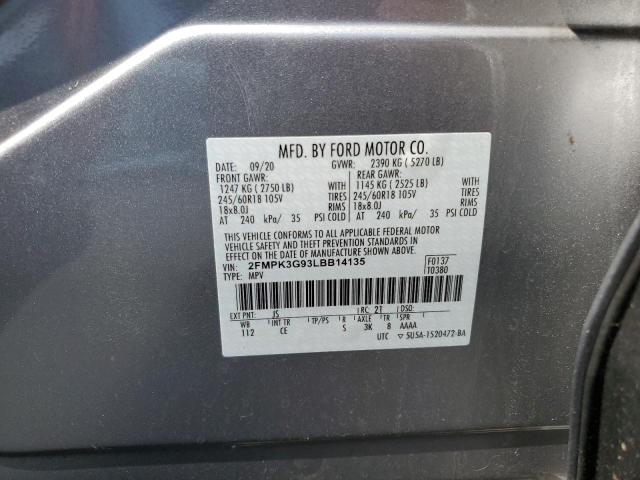 MFD. BY FORD MOTOR CO.
DATE: 09/20 GVWR: 2390 KG ( 5270 LB)
FRONT GAWR: REAR GAWR:
1247 KG ( 2750 LB) WITH 1145 KG ( 2525 LB) WITH
245/60R18 105V TIRES 245/60R18 105V TIRES
18x8.0J RIMS 18x8.0J RIMS
AT 240 kPa/ 35 PSI COLD AT 240 kPa/ 35 PSI COLD
THIS VEHICLE CONFORMS TO ALL APPLICABLE FEDERAL MOTOR
VEHICLE SAFETY AND THEFT PREVENTION STANDARDS IN
EFFECT ON THE DATE OF MANUFACTURE SHOWN ABOVE.
VIN: 2FMPK3G93LBB14135 F0137
TYPE: MPV T0380
EXT PNT: JS RC: 21 DSO:
WB INT TR TP/PS R AXLE TR SPR
112 CE S 3K 8 AAAA
UTC ▽ 5U5A-1520472-BA